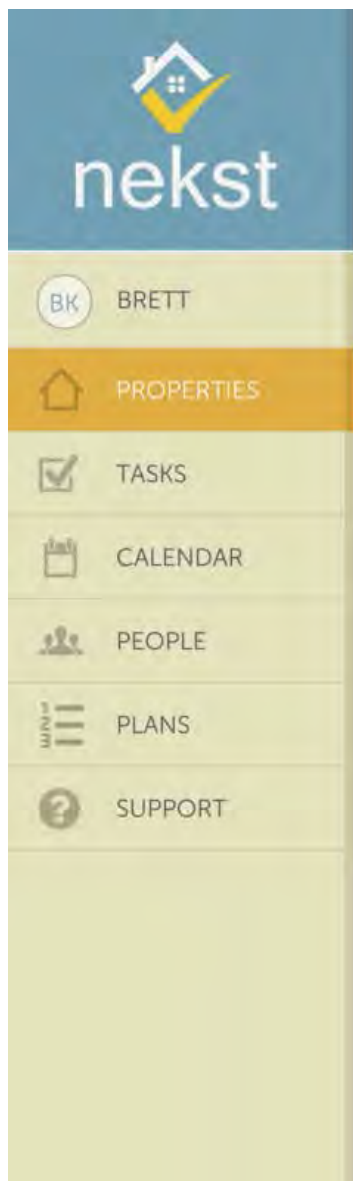 nekst
BK BRETT
PROPERTIES
TASKS
CALENDAR
PEOPLE
1
2
3 PLANS
? SUPPORT